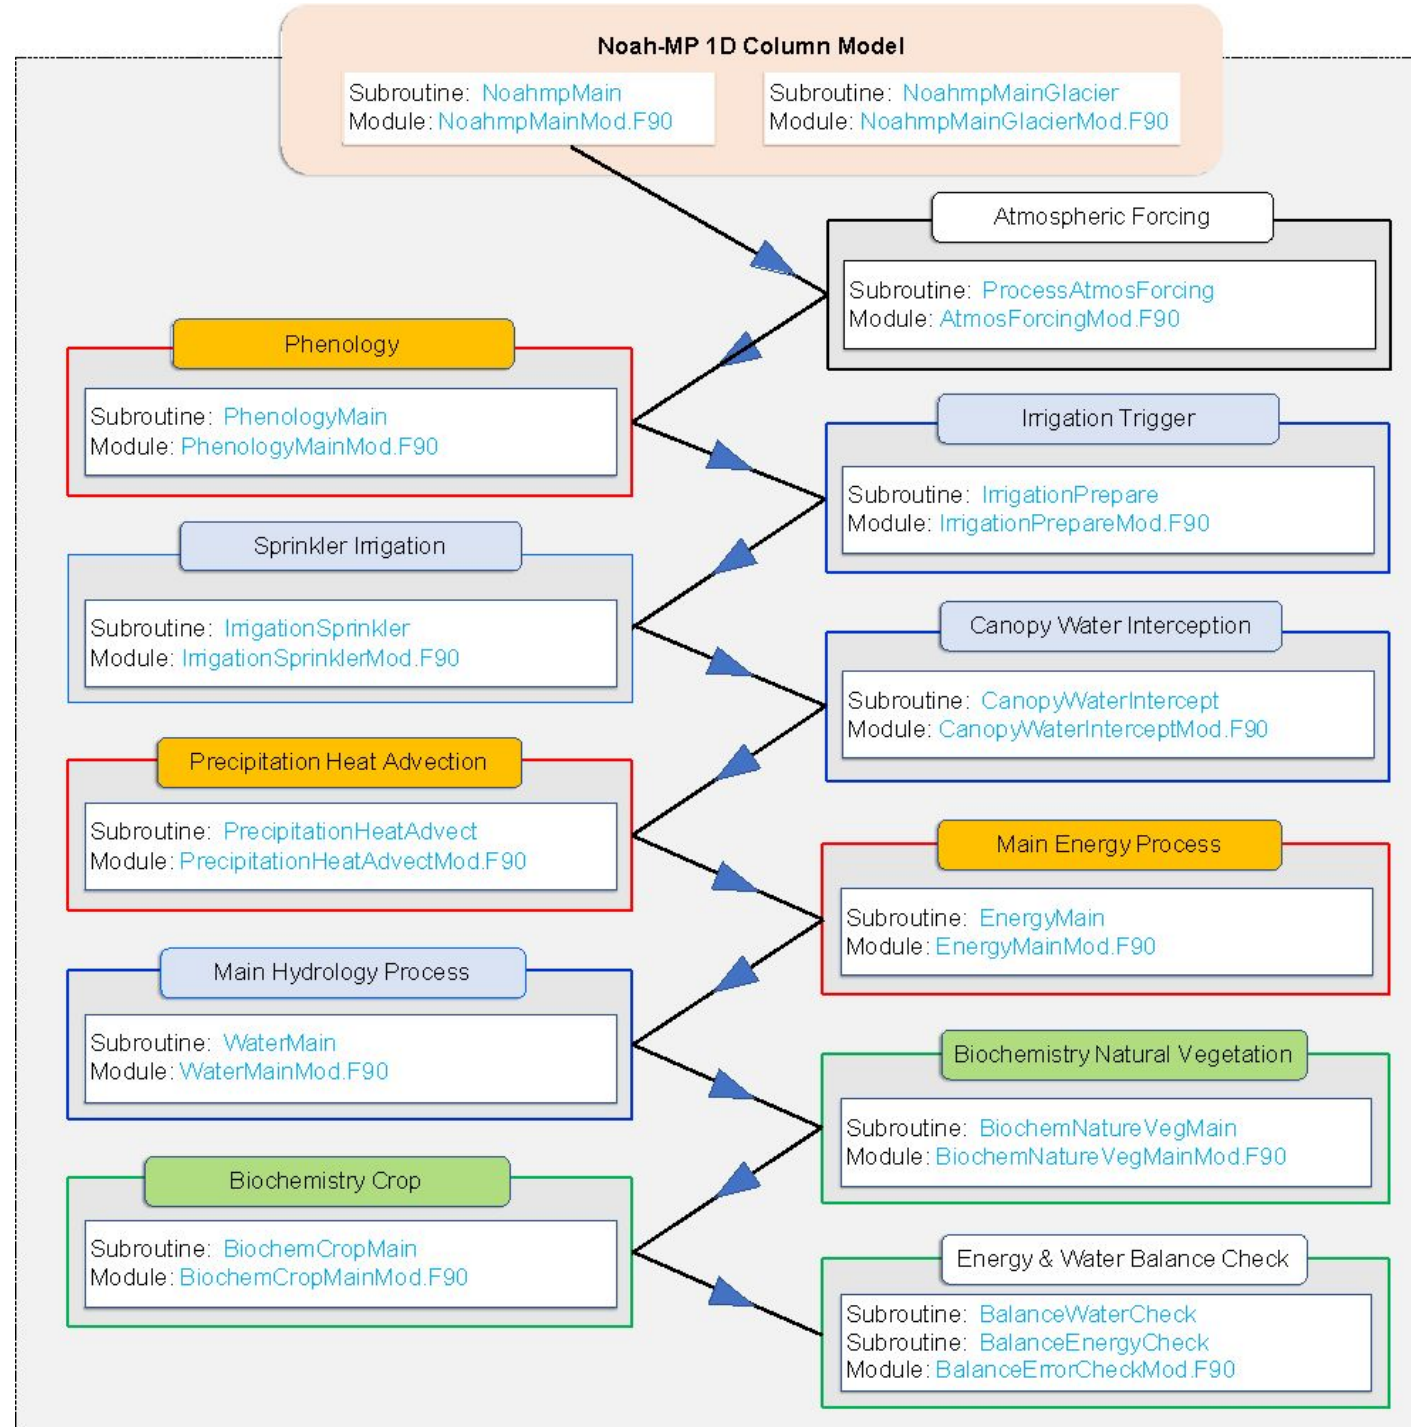 Noah-MP 1D Column Model
Subroutine: NoahmpMain
Module: NoahmpMainMod.F90
Subroutine: NoahmpMainGlacier
Module: NoahmpMainGlacierMod.F90
Atmospheric Forcing
Subroutine: ProcessAtmosForcing
Module: AtmosForcingMod.F90
Phenology
Subroutine: PhenologyMain
Module: PhenologyMainMod.F90
Irrigation Trigger
Subroutine: IrrigationPrepare
Module: IrrigationPrepareMod.F90
Sprinkler Irrigation
Subroutine: IrrigationSprinkler
Module: IrrigationSprinklerMod.F90
Canopy Water Interception
Subroutine: CanopyWaterIntercept
Module: CanopyWaterInterceptMod.F90
Precipitation Heat Advection
Subroutine: PrecipitationHeatAdvect
Module: PrecipitationHeatAdvectMod.F90
Main Energy Process
Subroutine: EnergyMain
Module: EnergyMainMod.F90
Main Hydrology Process
Subroutine: WaterMain
Module: WaterMainMod.F90
Biochemistry Natural Vegetation
Subroutine: BiochemNatureVegMain
Module: BiochemNatureVegMainMod.F90
Biochemistry Crop
Subroutine: BiochemCropMain
Module: BiochemCropMainMod.F90
Energy & Water Balance Check
Subroutine: BalanceWaterCheck
Subroutine: BalanceEnergyCheck
Module: BalanceErrorCheckMod.F90